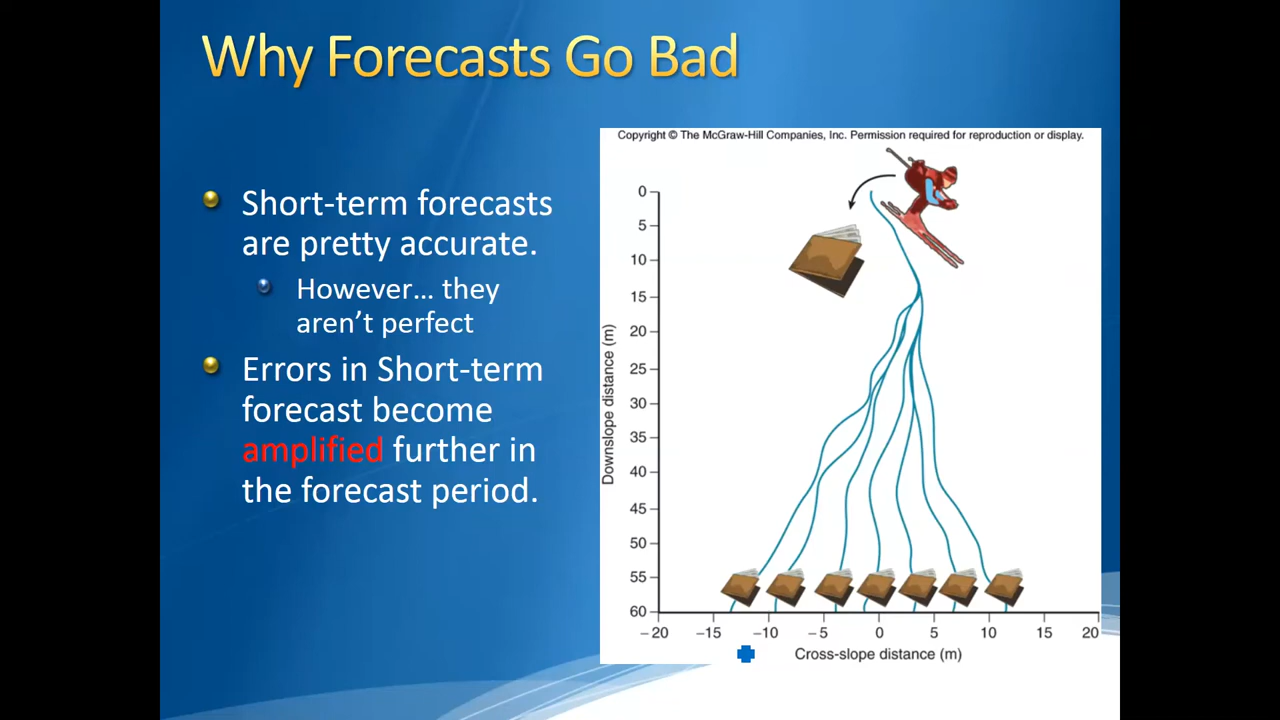 Why Forecasts Go Bad
Short-term forecasts
are pretty accurate.
However… they
aren’t perfect
Errors in Short-term
forecast become
amplified further in
the forecast period.
Copyright © The McGraw-Hill Companies, Inc. Permission required for reproduction or display.
0
5
10
15
20
25
30
35
40
45
50
55
60
Downslope distance (m)
−20 −15 −10 −5 0 5 10 15 20
Cross-slope distance (m)